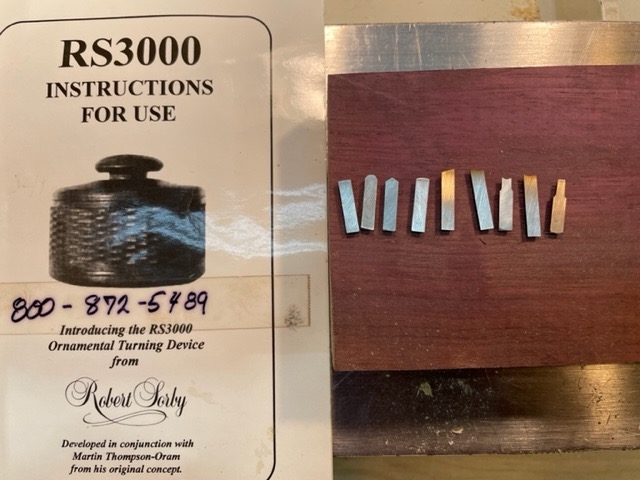 RS3000
INSTRUCTIONS
FOR USE
800-872-5489
Introducing the RS3000
Ornamental Turning Device
from
Robert Sorby
Developed in conjunction with
Martin Thompson-Oram
from his original concept.